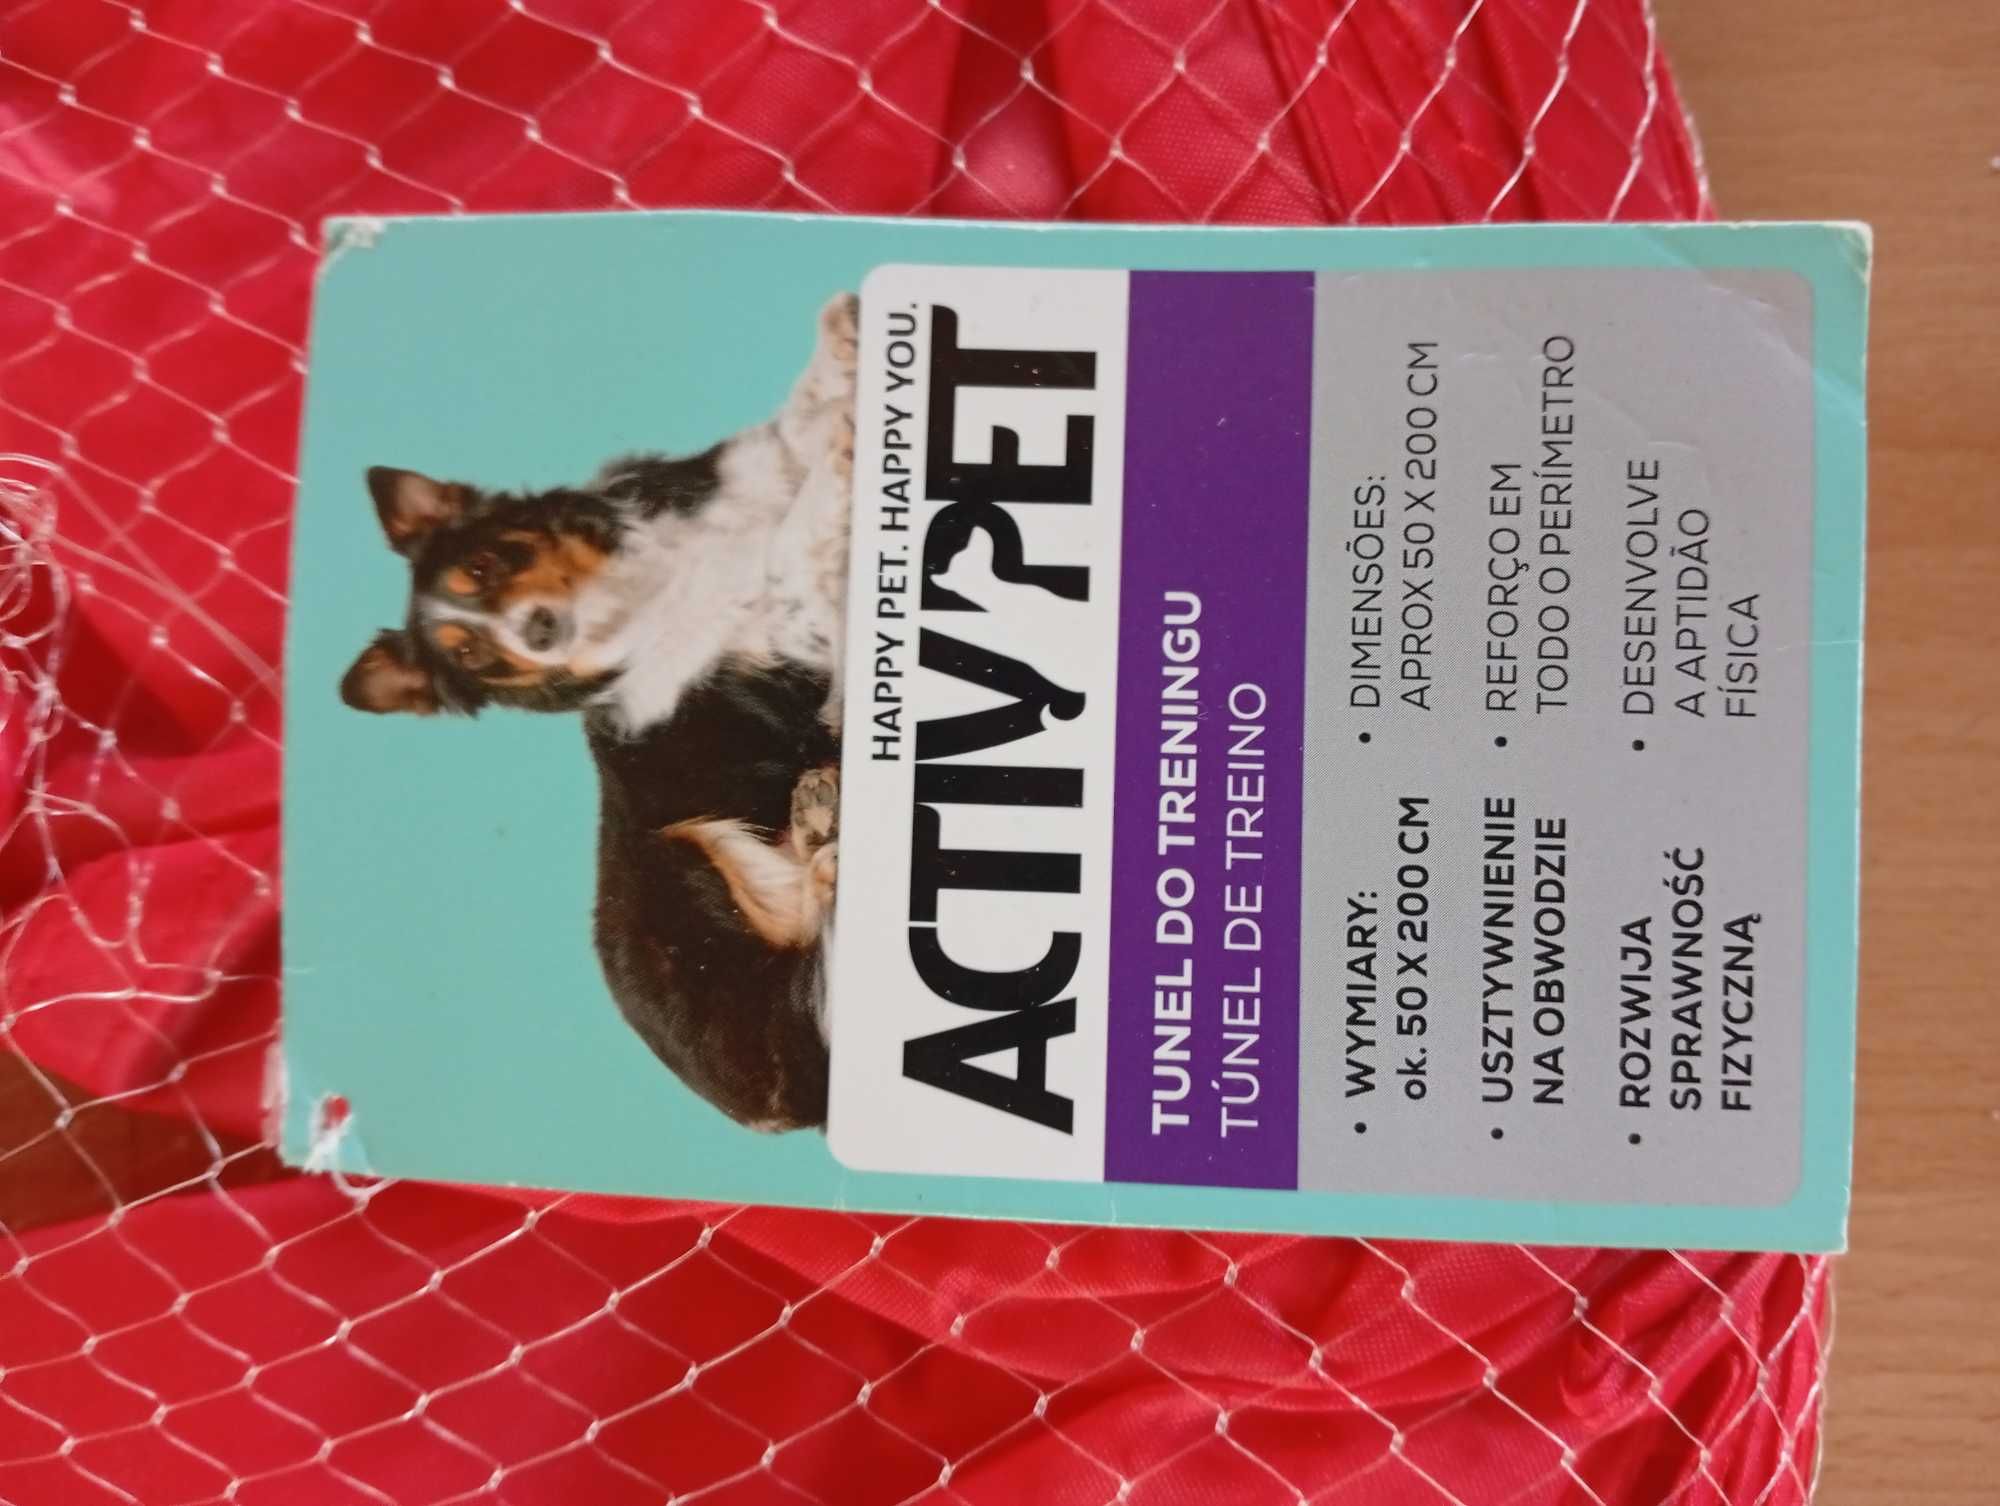 HAPPY PET. HAPPY YOU.
ACTIVPET
TUNEL DO TRENINGU
TÚNEL DE TREINO
• WYMIARY:
ok. 50 X 200 CM
• USZTYWNIENIE
NA OBWODZIE
• ROZWIJA
SPRAWNOŚĆ
FIZYCZNĄ
• DIMENSÕES:
APROX 50 X 200 CM
• REFORÇO EM
TODO O PERÍMETRO
• DESENVOLVE
A APTIDÃO
FÍSICA